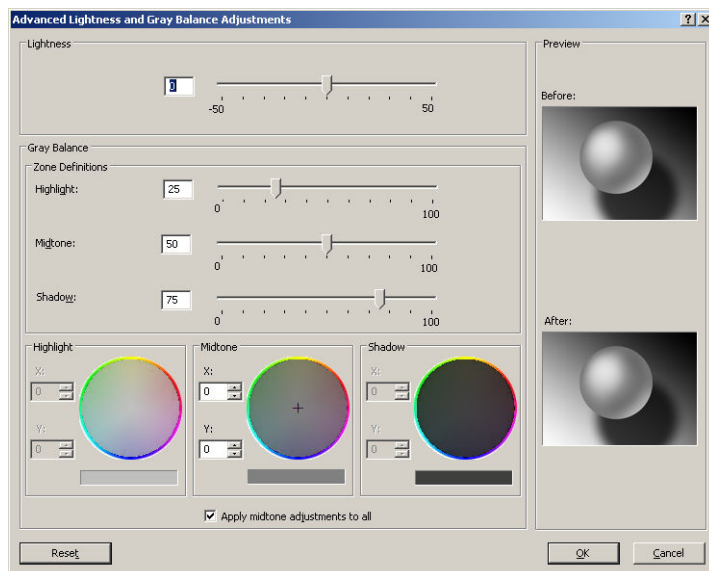 Advanced Lightness and Gray Balance Adjustments
Lightness
0
-50 50
Gray Balance
Zone Definitions
Highlight: 25
0 100
Midtone: 50
0 100
Shadow: 75
0 100
Highlight
X:
0
Y:
0
Midtone
X:
0
Y:
0
Shadow
X:
0
Y:
0
Apply midtone adjustments to all
Preview
Before:
After:
Reset
OK
Cancel